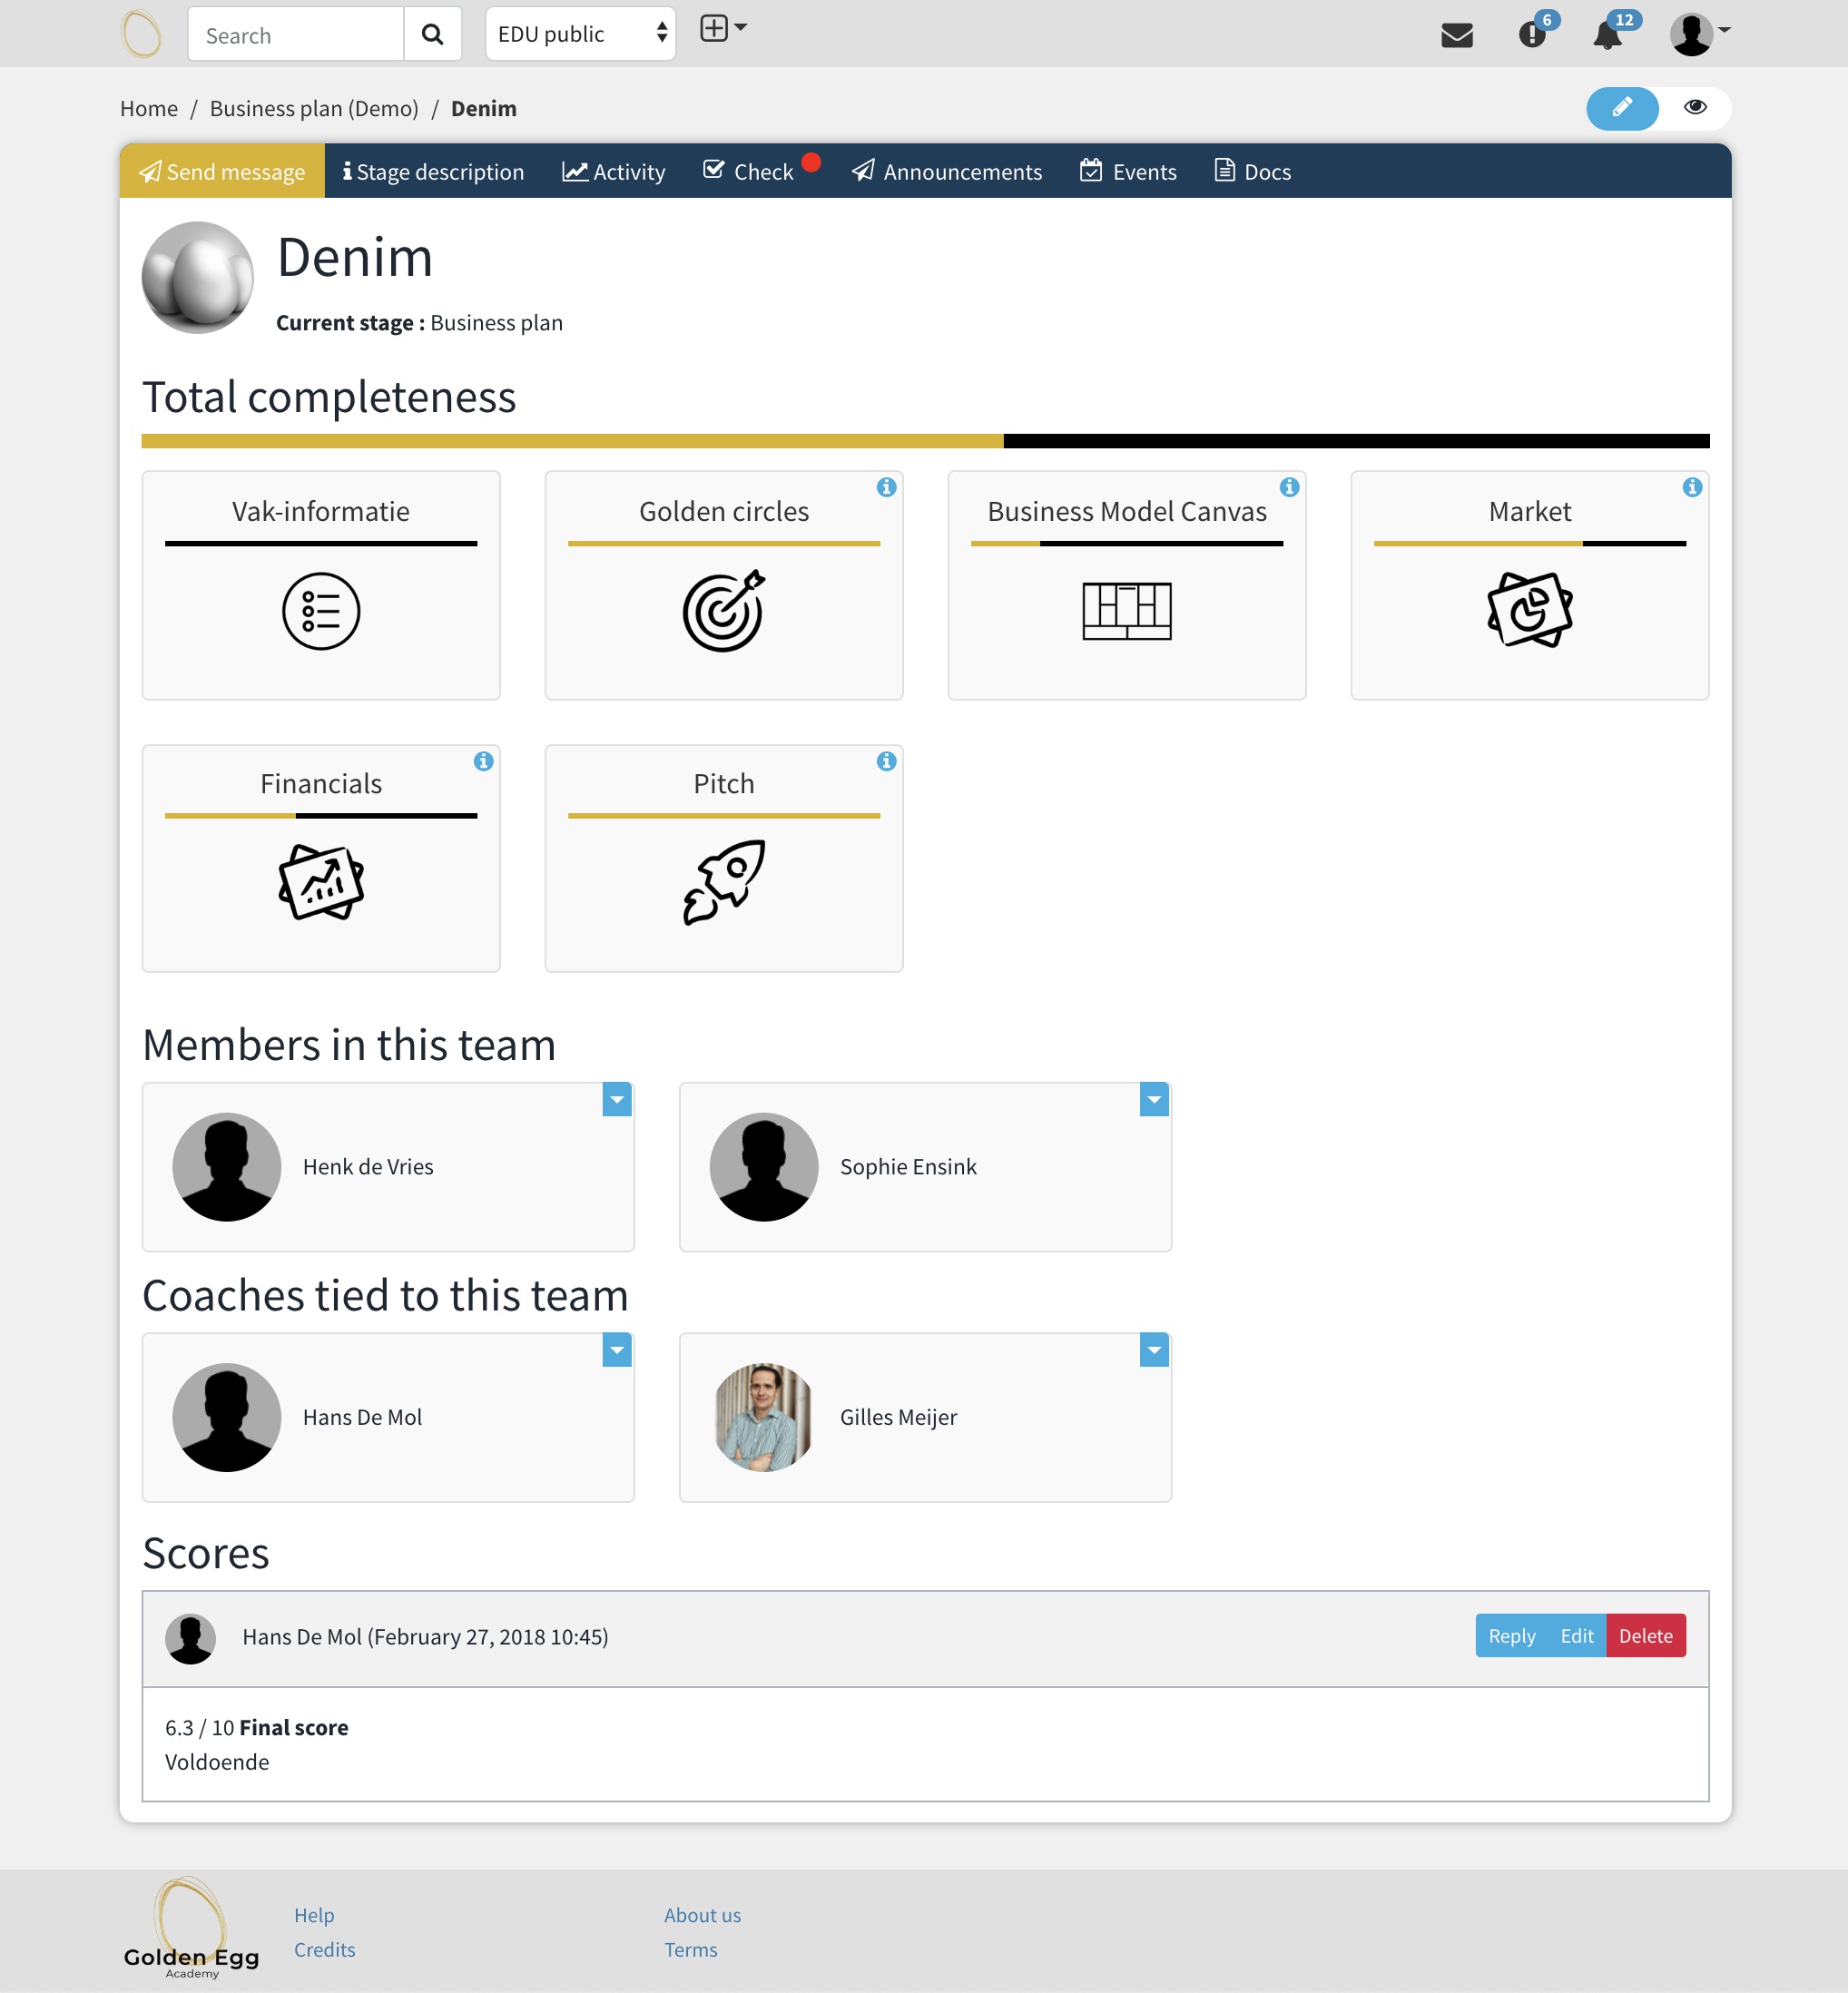 Search
EDU public
6
12
Home / Business plan (Demo) / Denim
Send message
Stage description
Activity
Check
Announcements
Events
Docs
Denim
Current stage : Business plan
Total completeness
Vak-informatie
Golden circles
Business Model Canvas
Market
Financials
Pitch
Members in this team
Henk de Vries
Sophie Ensink
Coaches tied to this team
Hans De Mol
Gilles Meijer
Scores
Hans De Mol (February 27, 2018 10:45)
Reply
Edit
Delete
6.3 / 10 Final score
Voldoende
Golden Egg
Academy
Help
Credits
About us
Terms